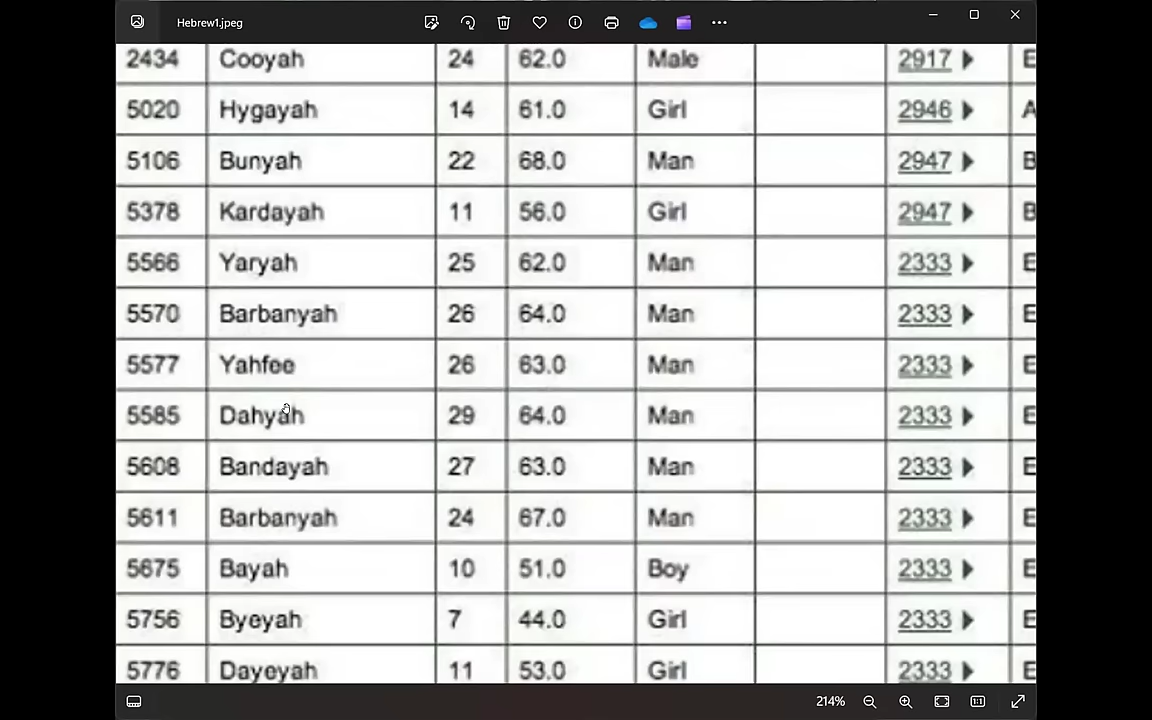 Hebrew1.jpeg
2434 Cooyah 24 62.0 Male 2917 E
5020 Hygayah 14 61.0 Girl 2946 A
5106 Bunyah 22 68.0 Man 2947 B
5378 Kardayah 11 56.0 Girl 2947 B
5566 Yaryah 25 62.0 Man 2333 E
5570 Barbanyah 26 64.0 Man 2333 E
5577 Yahfee 26 63.0 Man 2333 E
5585 Dahyah 29 64.0 Man 2333 E
5608 Bandayah 27 63.0 Man 2333 E
5611 Barbanyah 24 67.0 Man 2333 E
5675 Bayah 10 51.0 Boy 2333 E
5756 Byeyah 7 44.0 Girl 2333 E
5776 Dayeyah 11 53.0 Girl 2333 E
214%